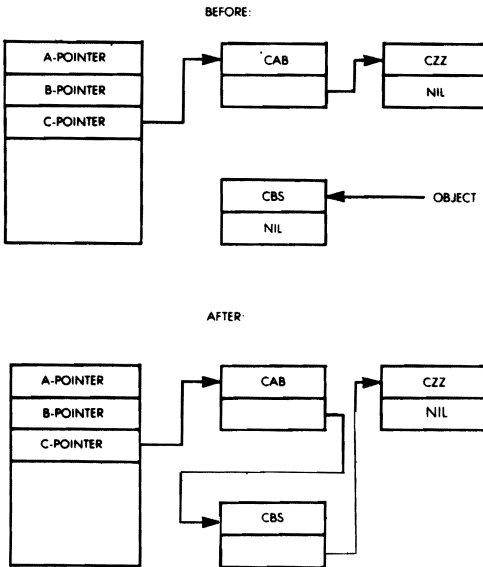 BEFORE:
A-POINTER
B-POINTER
C-POINTER
CAB
CZZ
NIL
CBS
NIL
OBJECT
AFTER:
A-POINTER
B-POINTER
C-POINTER
CAB
CZZ
NIL
CBS